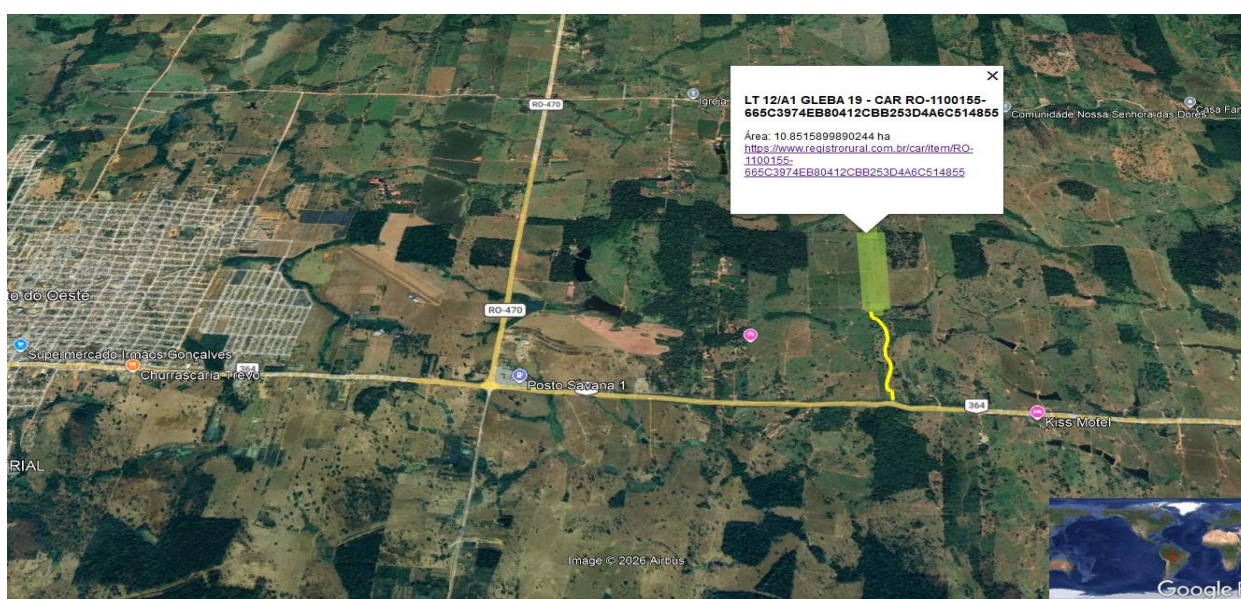 RO-470
Igreja
LT 12/A1 GLEBA 19 - CAR RO-1100155-
665C3974EB80412CBB253D4A6C514855
Área: 10.8515899890244 ha
https://www.registrorural.com.br/car/item/RO-
1100155-
665C3974EB80412CBB253D4A6C514855
Comunidade Nossa Senhora das Dores
Casa Fam
to do Oeste
RO-470
Supermercado Irmãos Gonçalves
Churrascaria Trevo
364
Posto Savana 1
364
Kiss Motel
RIAL
Image © 2026 Airbus
Google